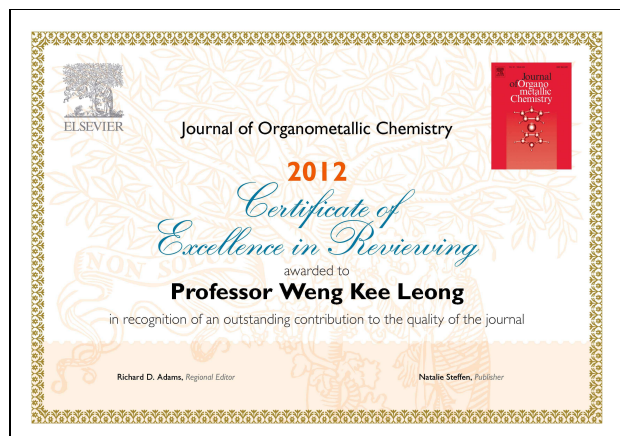 ELSEVIER
Journal of Organometallic Chemistry
Journal
of Organo
metallic
Chemistry
2012
Certificate of
Excellence in Reviewing
awarded to
Professor Weng Kee Leong
in recognition of an outstanding contribution to the quality of the journal
NON S
Richard D. Adams, Regional Editor
Natalie Steffen, Publisher